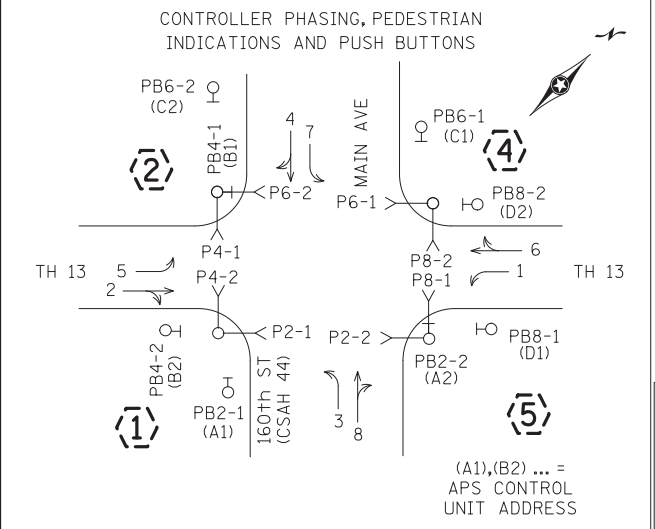 CONTROLLER PHASING, PEDESTRIAN
INDICATIONS AND PUSH BUTTONS
N
PB6-2
(C2)
PB4-1
(B1)
4
7
MAIN AVE
PB6-1
(C1)
2
4
P6-2
P6-1
PB8-2
(D2)
P4-1
P8-2
6
TH 13
5
P4-2
P8-1
1
TH 13
2
PB4-2
(B2)
P2-1
P2-2
PB8-1
(D1)
PB2-2
(A2)
160th ST
(CSAH 44)
PB2-1
(A1)
3
8
1
5
(A1),(B2) ... =
APS CONTROL
UNIT ADDRESS